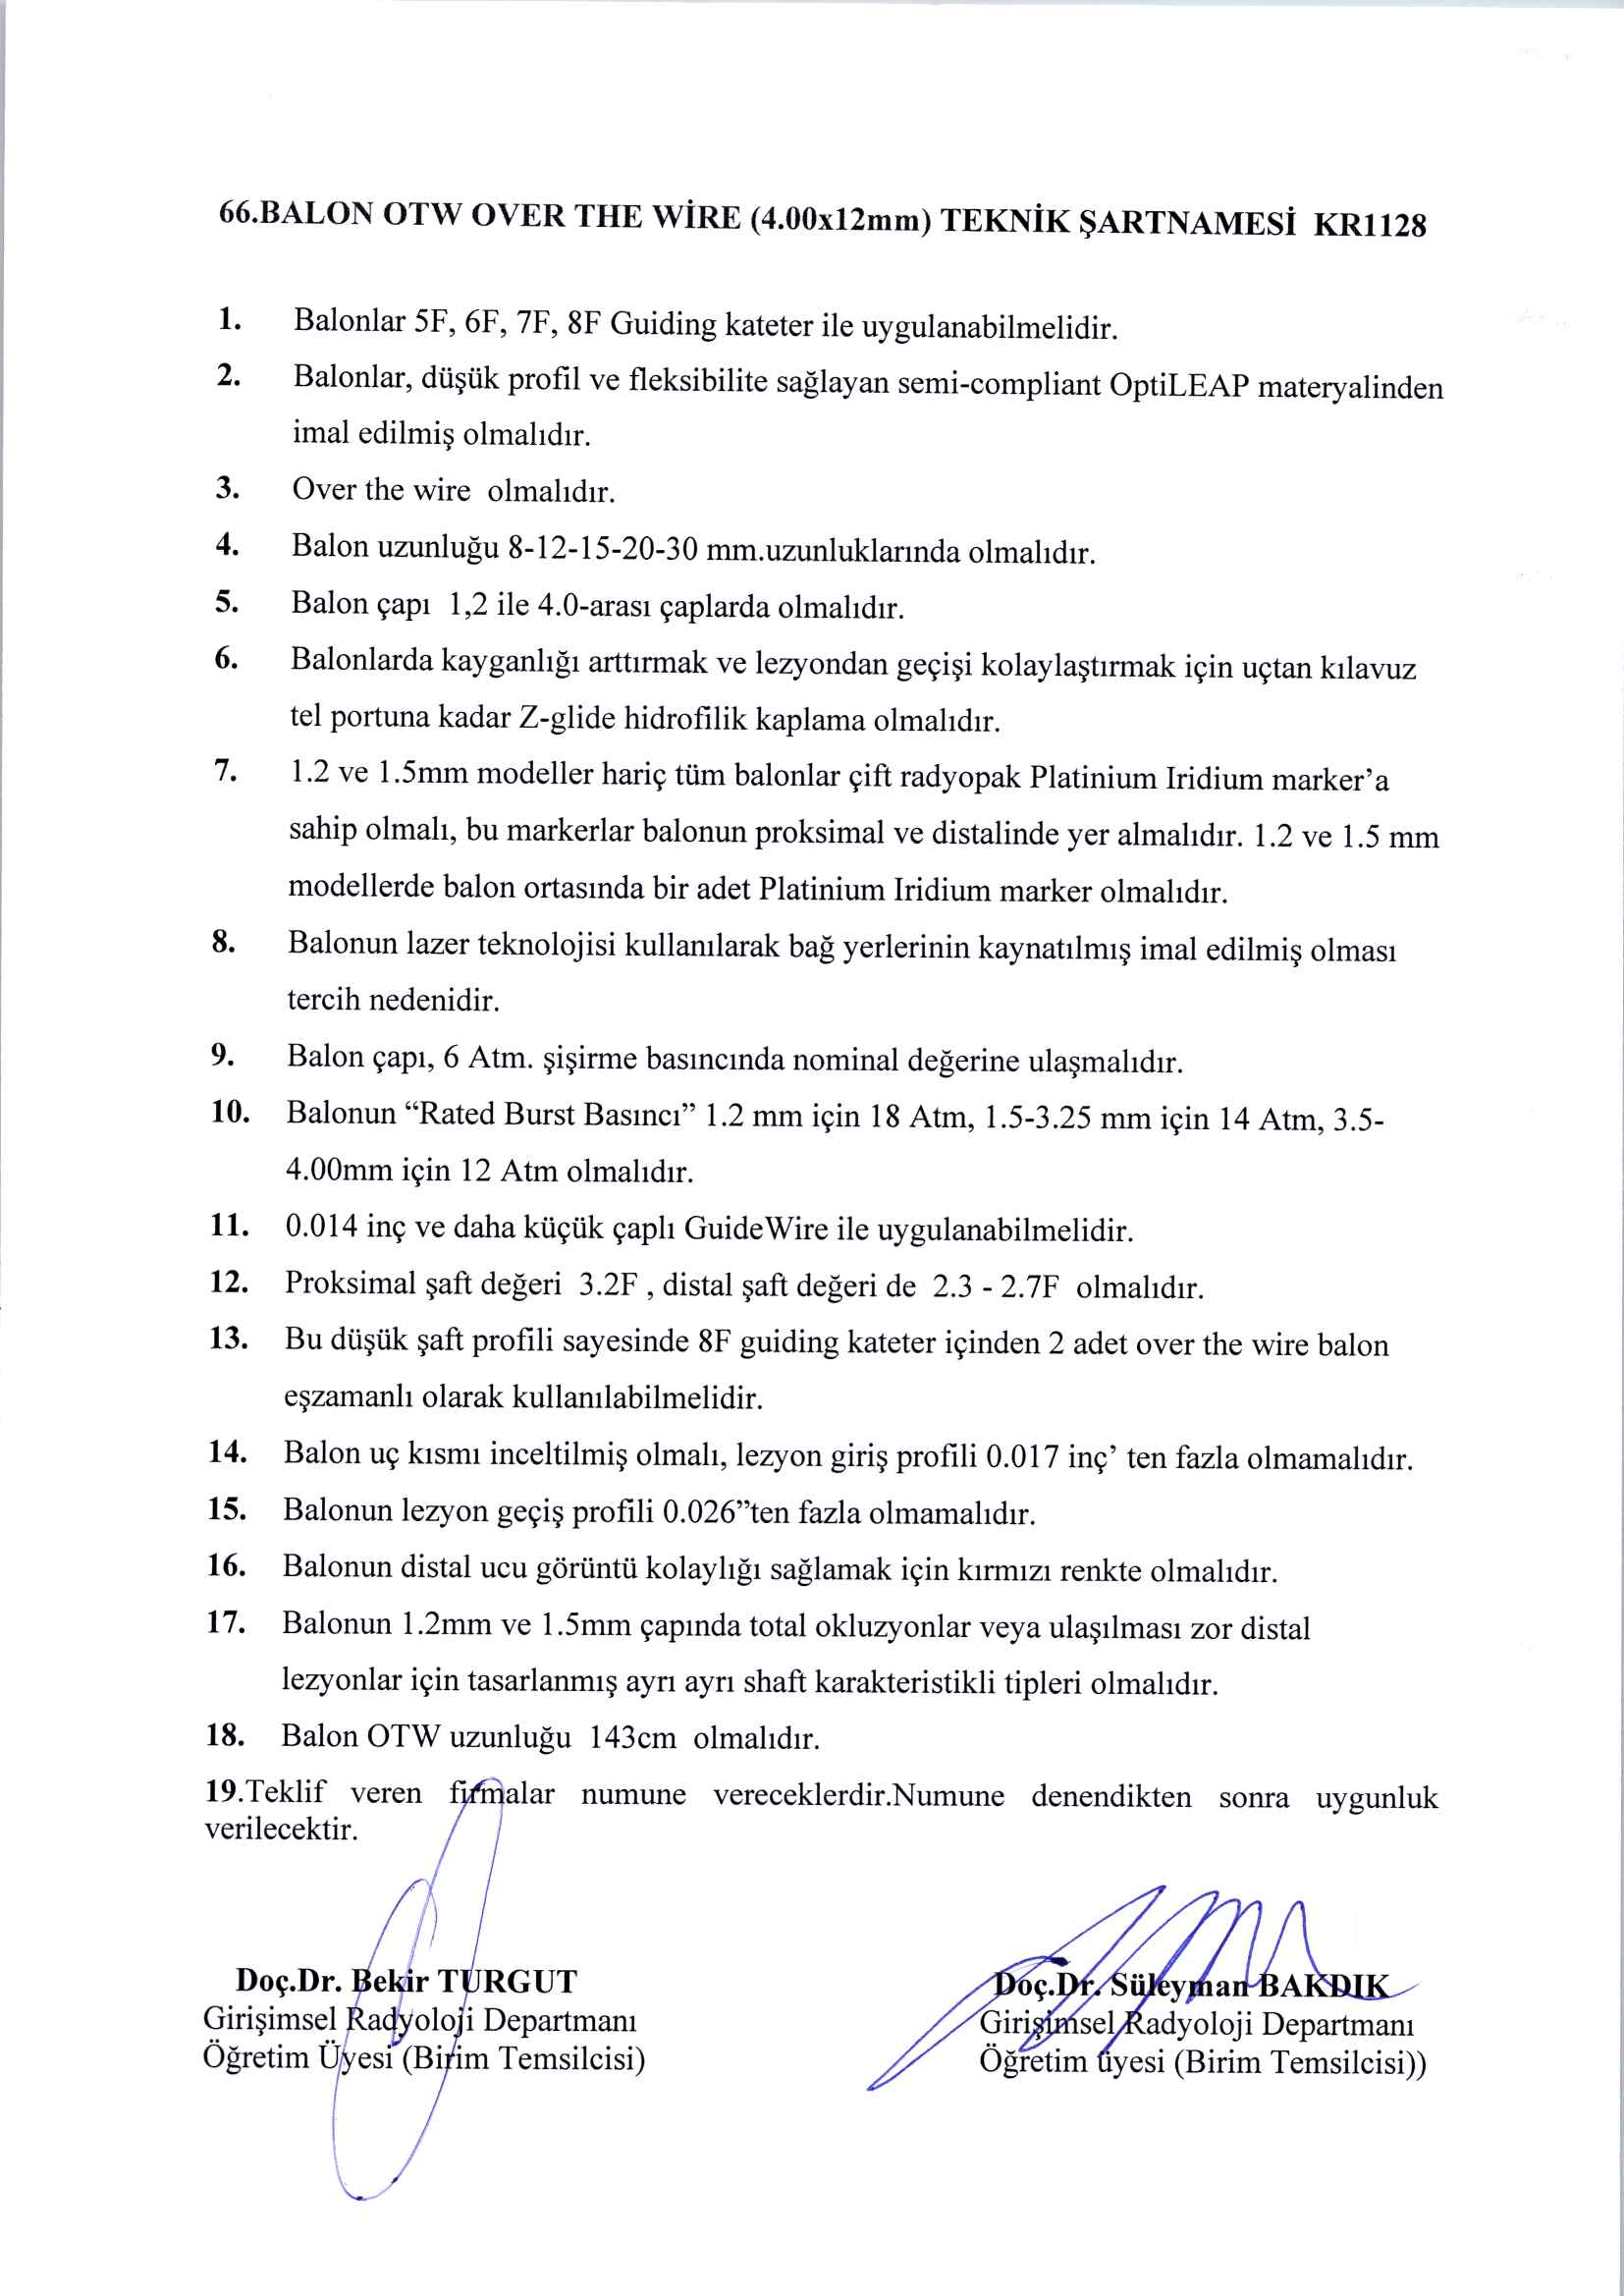 66.BALON OTW OVER THE WİRE (4.00x12mm) TEKNİK ŞARTNAMESİ KR1128
1. Balonlar 5F, 6F, 7F, 8F Guiding kateter ile uygulanabilmelidir.
2. Balonlar, düşük profil ve fleksibilite sağlayan semi-compliant OptiLEAP materyalinden
imal edilmiş olmalıdır.
3. Over the wire olmalıdır.
4. Balon uzunluğu 8-12-15-20-30 mm.uzunluklarında olmalıdır.
5. Balon çapı 1,2 ile 4.0-arası çaplarda olmalıdır.
6. Balonlarda kayganlığı arttırmak ve lezyondan geçişi kolaylaştırmak için uçtan kılavuz
tel portuna kadar Z-glide hidrofilik kaplama olmalıdır.
7. 1.2 ve 1.5mm modeller hariç tüm balonlar çift radyopak Platinium Iridium marker’a
sahip olmalı, bu markerlar balonun proksimal ve distalinde yer almalıdır. 1.2 ve 1.5 mm
modellerde balon ortasında bir adet Platinium Iridium marker olmalıdır.
8. Balonun lazer teknolojisi kullanılarak bağ yerlerinin kaynatılmış imal edilmiş olması
tercih nedenidir.
9. Balon çapı, 6 Atm. şişirme basıncında nominal değerine ulaşmalıdır.
10. Balonun “Rated Burst Basıncı” 1.2 mm için 18 Atm, 1.5-3.25 mm için 14 Atm, 3.5-
4.00mm için 12 Atm olmalıdır.
11. 0.014 inç ve daha küçük çaplı GuideWire ile uygulanabilmelidir.
12. Proksimal şaft değeri 3.2F , distal şaft değeri de 2.3 - 2.7F olmalıdır.
13. Bu düşük şaft profili sayesinde 8F guiding kateter içinden 2 adet over the wire balon
eşzamanlı olarak kullanılabilmelidir.
14. Balon uç kısmı inceltilmiş olmalı, lezyon giriş profili 0.017 inç’ ten fazla olmamalıdır.
15. Balonun lezyon geçiş profili 0.026”ten fazla olmamalıdır.
16. Balonun distal ucu görüntü kolaylığı sağlamak için kırmızı renkte olmalıdır.
17. Balonun 1.2mm ve 1.5mm çapında total okluzyonlar veya ulaşılması zor distal
lezyonlar için tasarlanmış ayrı ayrı shaft karakteristikli tipleri olmalıdır.
18. Balon OTW uzunluğu 143cm olmalıdır.
19.Teklif veren firmalar numune vereceklerdir.Numune denendikten sonra uygunluk
verilecektir.
Doç.Dr. Bekir TURGUT
Girişimsel Radyoloji Departmanı
Öğretim Üyesi (Birim Temsilcisi)
Doç.Dr. Süleyman BAKDIK
Girişimsel Radyoloji Departmanı
Öğretim üyesi (Birim Temsilcisi))